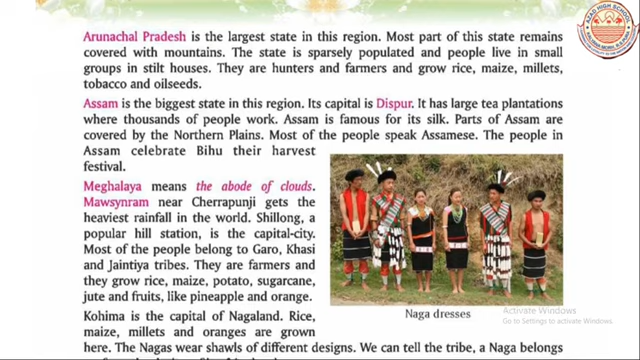 AZAD HIGH SCHOOL
Arunachal Pradesh is the largest state in this region. Most part of this state remains
covered with mountains. The state is sparsely populated and people live in small
groups in stilt houses. They are hunters and farmers and grow rice, maize, millets,
tobacco and oilseeds.
Assam is the biggest state in this region. Its capital is Dispur. It has large tea plantations
where thousands of people work. Assam is famous for its silk. Parts of Assam are
covered by the Northern Plains. Most of the people speak Assamese. The people in
Assam celebrate Bihu their harvest
festival.
Meghalaya means the abode of clouds.
Mawsynram near Cherrapunji gets the
heaviest rainfall in the world. Shillong, a
popular hill station, is the capital-city.
Most of the people belong to Garo, Khasi
and Jaintiya tribes. They are farmers and
they grow rice, maize, potato, sugarcane,
jute and fruits, like pineapple and orange.
Kohima is the capital of Nagaland. Rice,
maize, millets and oranges are grown
here. The Nagas wear shawls of different designs. We can tell the tribe, a Naga belongs
Naga dresses
Activate Windows
Go to Settings to activate Windows.